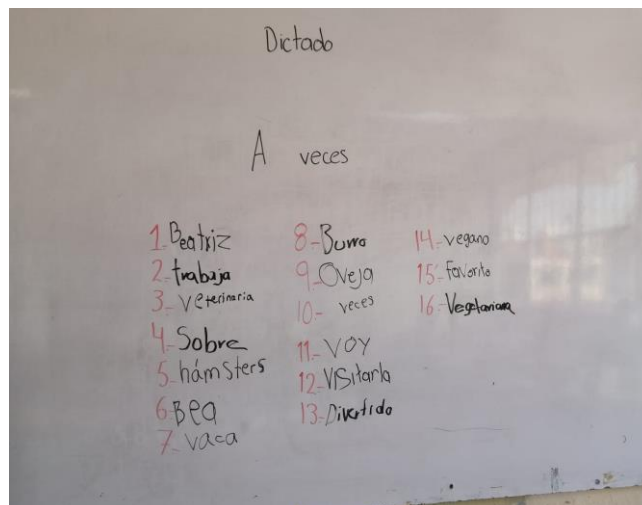 Dictado
A veces
1.- Beatriz
2.- trabaja
3.- veterinaria
4.- Sobre
5.- hámsters
6.- Bea
7.- vaca
8.- Burro
9.- Oveja
10.- veces
11.- VOY
12.- VISitarla
13.- Divertido
14.- vegano
15.- favorito
16.- Vegetariana